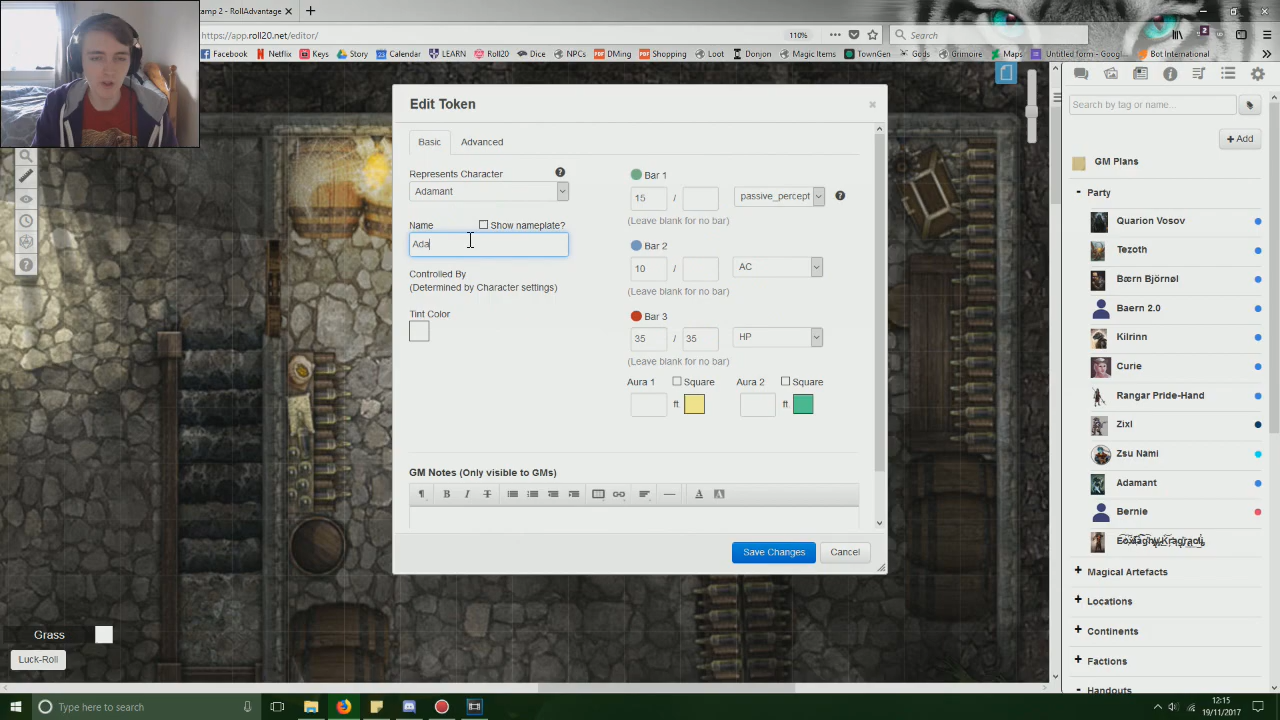 amp 2 - RollAdvantage
https://app.roll20.net/editor/
110%
Search
Facebook Netflix Keys Story Calendar LEARN Roll20 Dice NPCs DMing Shopping Loot Donjon Magic Items TownGen Gods Grimoire Maps Untitled form - Goog Bot International
Edit Token
Basic Advanced
Represents Character
Adamant
Name Show nameplate?
Ada
Controlled By
(Determined by Character settings)
Tint Color
Bar 1
15 / passive_percept
(Leave blank for no bar)
Bar 2
10 / AC
(Leave blank for no bar)
Bar 3
35 / 35 HP
(Leave blank for no bar)
Aura 1 Square Aura 2 Square
ft ft
GM Notes (Only visible to GMs)
Save Changes Cancel
Search by tag or name...
+ Add
GM Plans
- Party
Quarion Vosov
Tezoth
Bærn Björnøl
Baern 2.0
Kilrinn
Curie
Rangar Pride-Hand
Zixl
Zsu Nami
Adamant
Bernie
+ Magical Artefacts
+ Locations
+ Continents
+ Factions
+ Handouts
Grass
Luck-Roll
Type here to search
12:15
19/11/2017